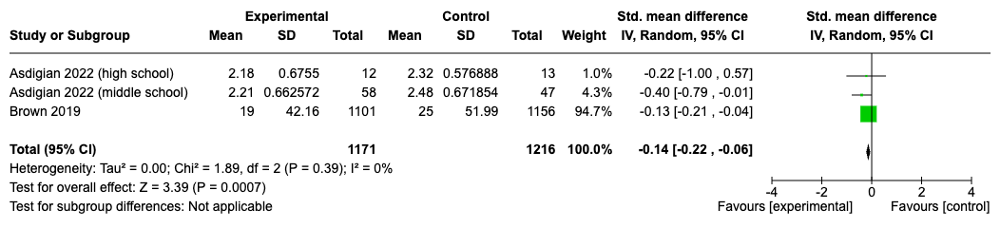 Experimental Control Std. mean difference Std. mean difference
Study or Subgroup Mean SD Total Mean SD Total Weight IV, Random, 95% CI IV, Random, 95% CI
Asdigian 2022 (high school) 2.18 0.6755 12 2.32 0.576888 13 1.0% -0.22 [-1.00 , 0.57]
Asdigian 2022 (middle school) 2.21 0.662572 58 2.48 0.671854 47 4.3% -0.40 [-0.79 , -0.01]
Brown 2019 19 42.16 1101 25 51.99 1156 94.7% -0.13 [-0.21 , -0.04]
Total (95% CI) 1171 1216 100.0% -0.14 [-0.22 , -0.06]
Heterogeneity: Tau² = 0.00; Chi² = 1.89, df = 2 (P = 0.39); I² = 0%
Test for overall effect: Z = 3.39 (P = 0.0007) -4 -2 0 2 4
Test for subgroup differences: Not applicable Favours [experimental] Favours [control]